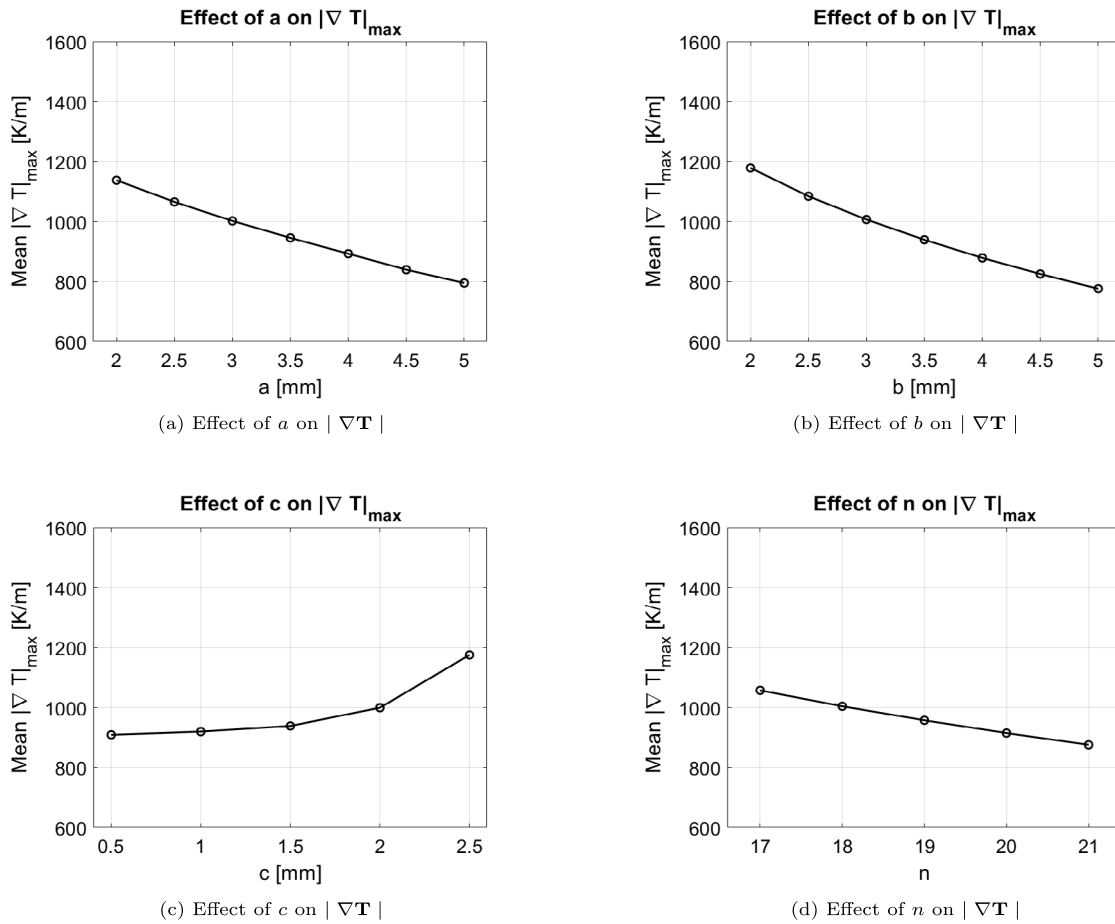 Effect of a on |∇ T|max
Mean |∇ T|max [K/m]
1600
1400
1200
1000
800
600
2 2.5 3 3.5 4 4.5 5
a [mm]
(a) Effect of a on | ∇T |
Effect of b on |∇ T|max
Mean |∇ T|max [K/m]
1600
1400
1200
1000
800
600
2 2.5 3 3.5 4 4.5 5
b [mm]
(b) Effect of b on | ∇T |
Effect of c on |∇ T|max
Mean |∇ T|max [K/m]
1600
1400
1200
1000
800
600
0.5 1 1.5 2 2.5
c [mm]
(c) Effect of c on | ∇T |
Effect of n on |∇ T|max
Mean |∇ T|max [K/m]
1600
1400
1200
1000
800
600
17 18 19 20 21
n
(d) Effect of n on | ∇T |